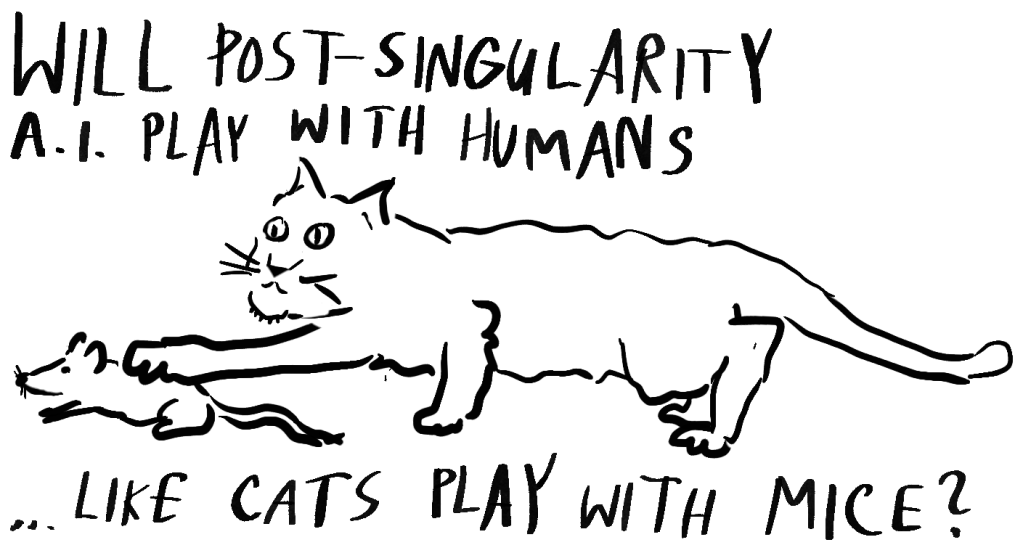 WILL POST-SINGULARITY
A.I. PLAY WITH HUMANS
...LIKE CATS PLAY WITH MICE?